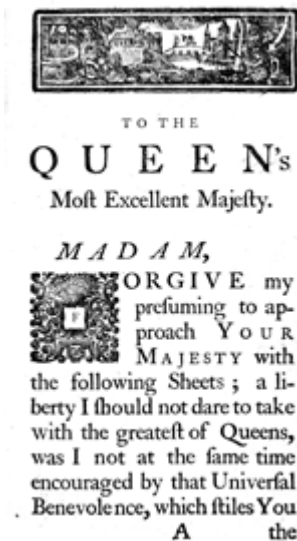 TO THE
QUEEN's
Moſt Excellent Majeſty.
MADAM,
FORGIVE my
preſuming to ap-
proach YOUR
MAJESTY with
the following Sheets ; a li-
berty I ſhould not dare to take
with the greateſt of Queens,
was I not at the ſame time
encouraged by that Univerſal
Benevolence, which ſtiles You
A the